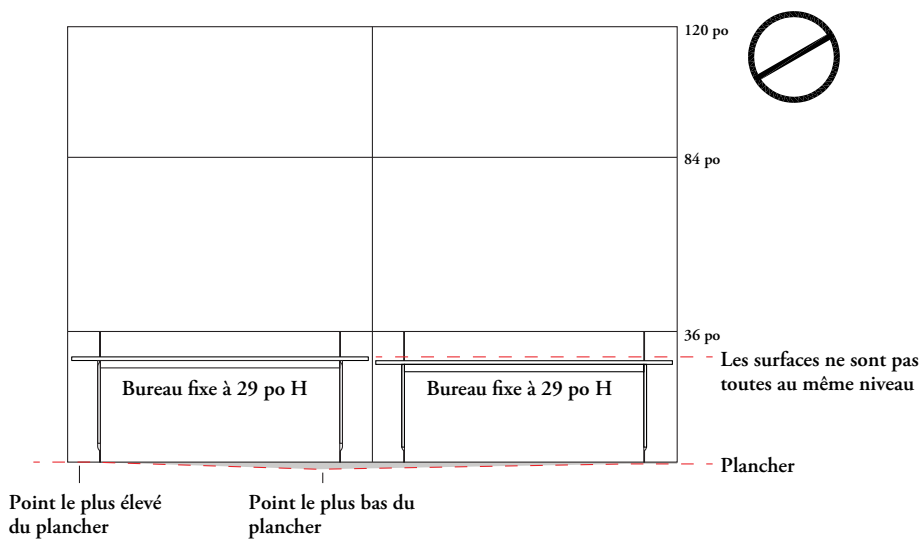 120 po
84 po
36 po
Les surfaces ne sont pas
toutes au même niveau
Bureau fixe à 29 po H
Bureau fixe à 29 po H
Plancher
Point le plus élevé
du plancher
Point le plus bas du
plancher